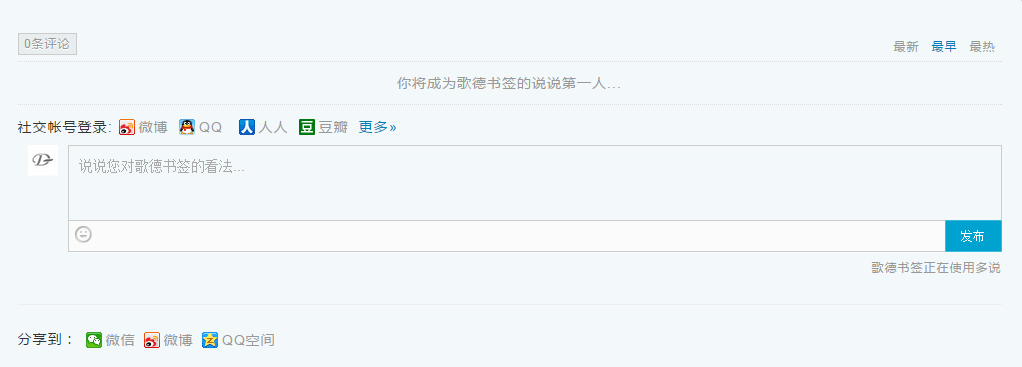 0条评论 最新 最早 最热
你将成为歌德书签的说说第一人...
社交帐号登录: 微博 QQ 人人 豆瓣 更多»
说说您对歌德书签的看法...
发布
歌德书签正在使用多说
分享到： 微信 微博 QQ空间